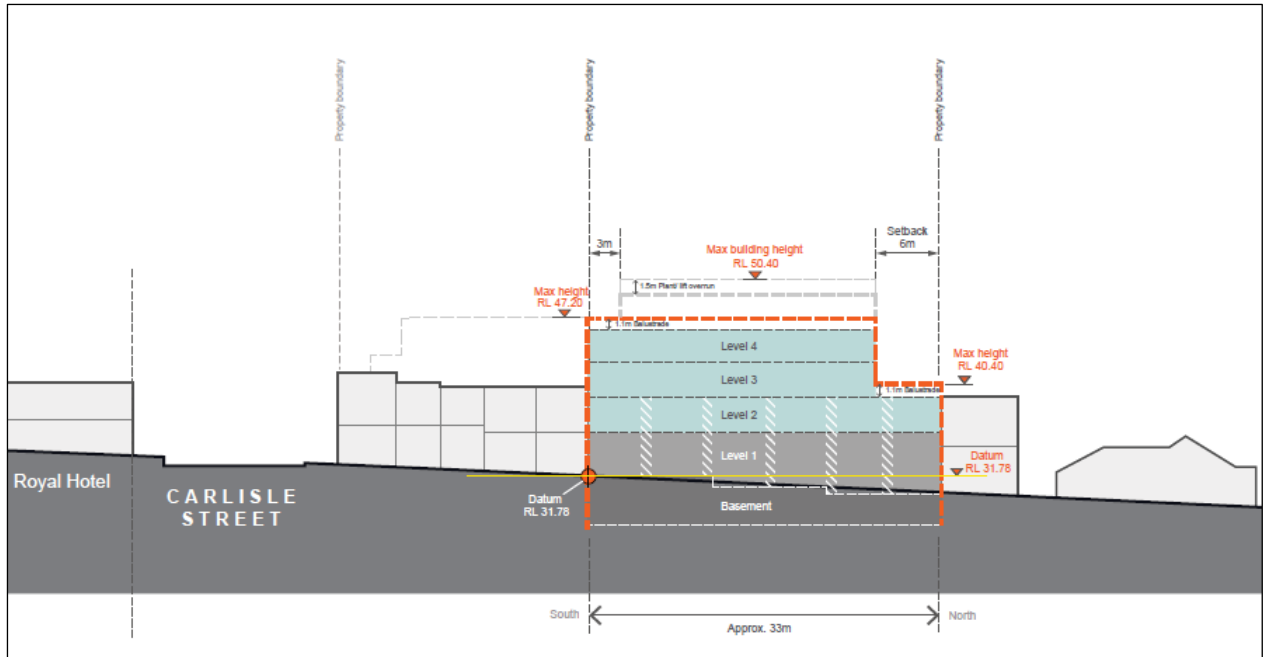 Property boundary
Property boundary
Property boundary
3m
Setback
6m
Max building height
RL 50.40
1.5m Plant/ lift overrun
Max height
RL 47.20
1.1m Balustrade
Level 4
Max height
RL 40.40
Level 3
1.1m Balustrade
Level 2
Level 1
Datum
RL 31.78
Royal Hotel
CARLISLE
STREET
Datum
RL 31.78
Basement
South
North
Approx. 33m